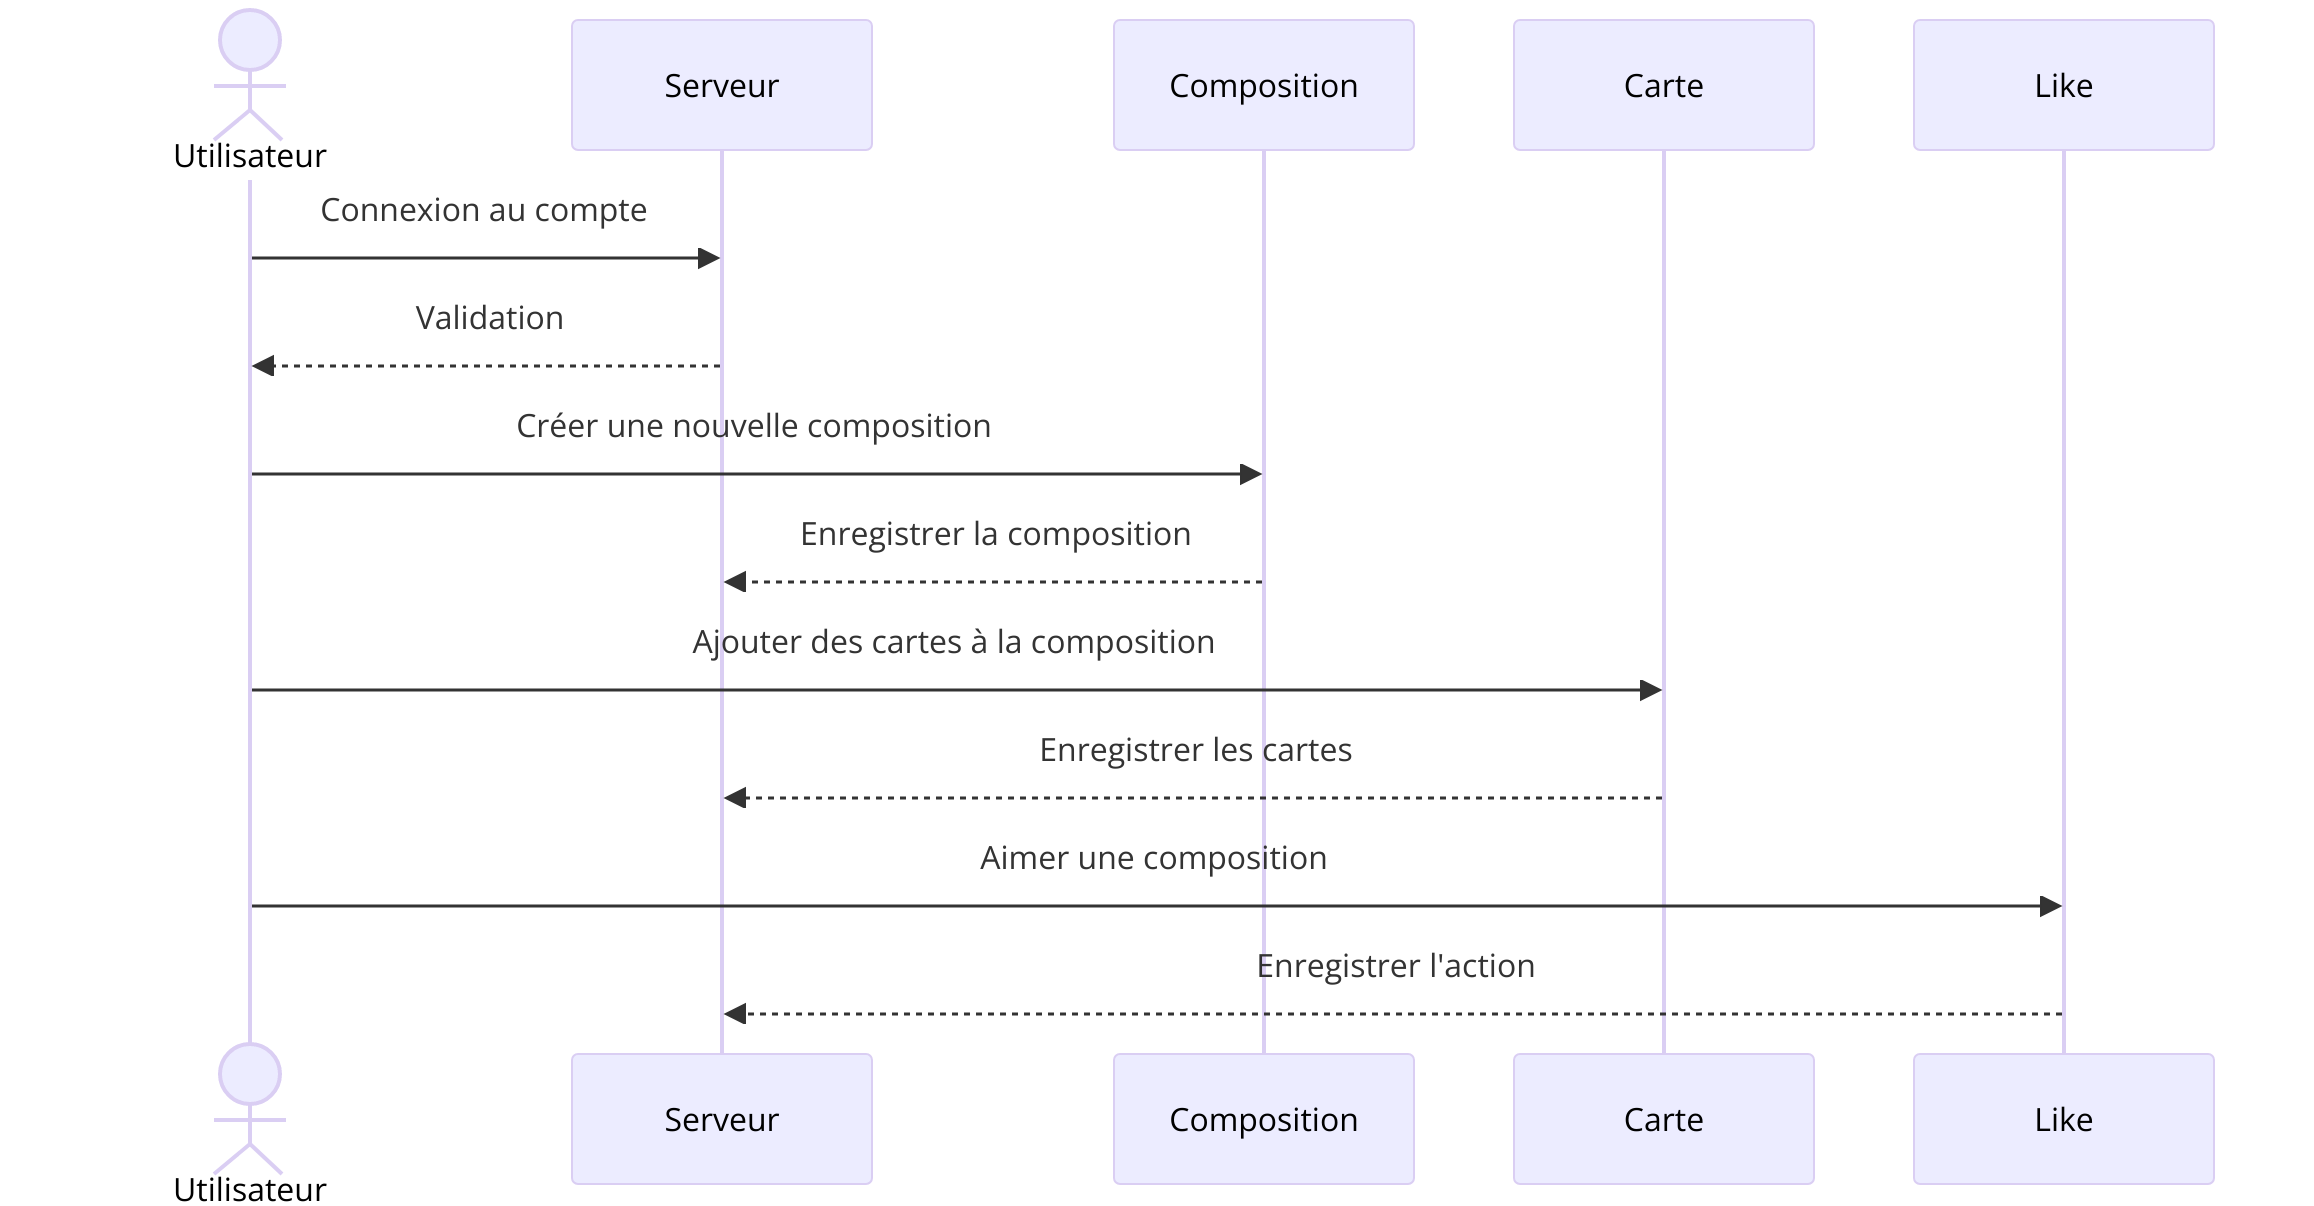 Utilisateur
Serveur
Composition
Carte
Like
Connexion au compte
Validation
Créer une nouvelle composition
Enregistrer la composition
Ajouter des cartes à la composition
Enregistrer les cartes
Aimer une composition
Enregistrer l'action
Utilisateur
Serveur
Composition
Carte
Like